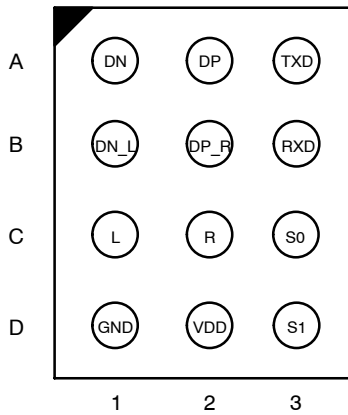 A DN DP TXD
B DN_L DP_R RXD
C L R S0
D GND VDD S1
1 2 3